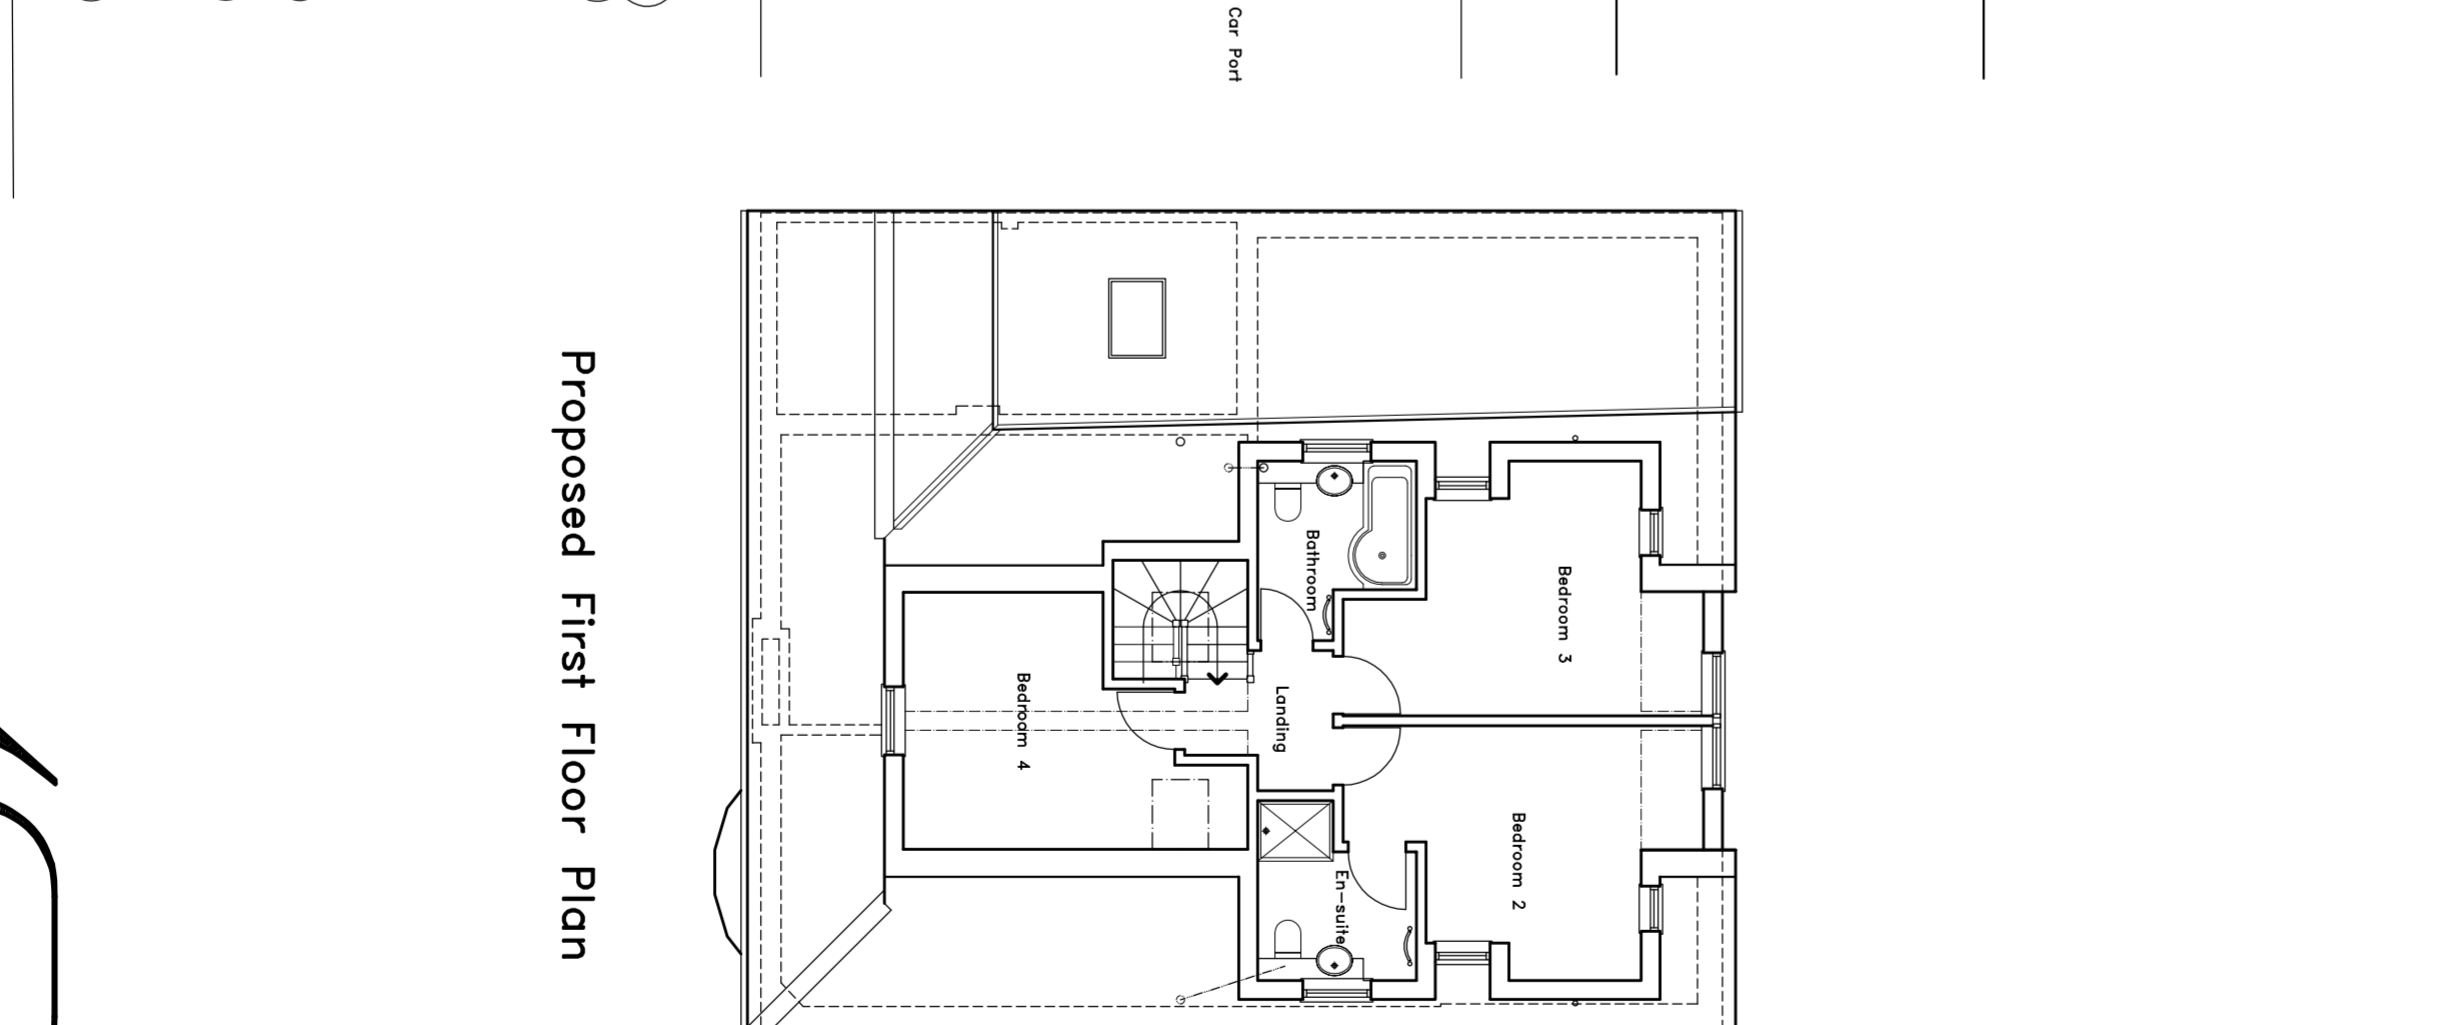 Car Port
Proposed First Floor Plan
Bathroom
Bedroom 3
Landing
Bedroom 4
Bedroom 2
En-suite